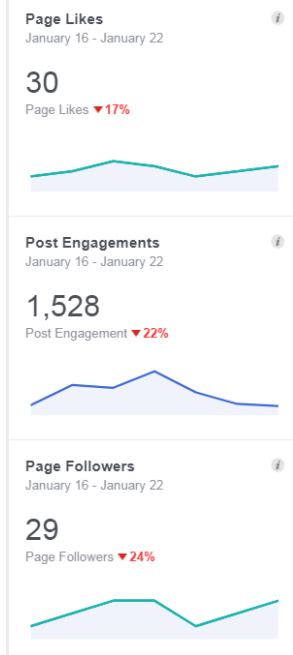 Page Likes
January 16 - January 22
30
Page Likes ▼17%
Post Engagements
January 16 - January 22
1,528
Post Engagement ▼22%
Page Followers
January 16 - January 22
29
Page Followers ▼24%